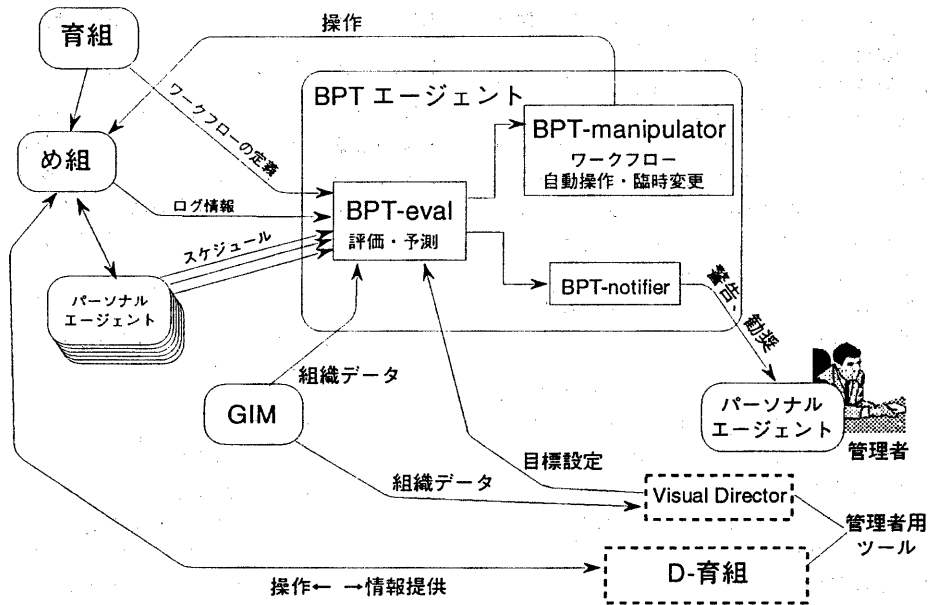 育組
操作
BPT エージェント
ワークフローの定義
BPT-manipulator
ワークフロー
自動操作・臨時変更
め組
ログ情報
BPT-eval
評価・予測
スケジュール
BPT-notifier
警告、勧奨
パーソナル
エージェント
組織データ
GIM
パーソナル
エージェント
管理者
目標設定
組織データ
Visual Director
管理者用
ツール
D-育組
操作← →情報提供